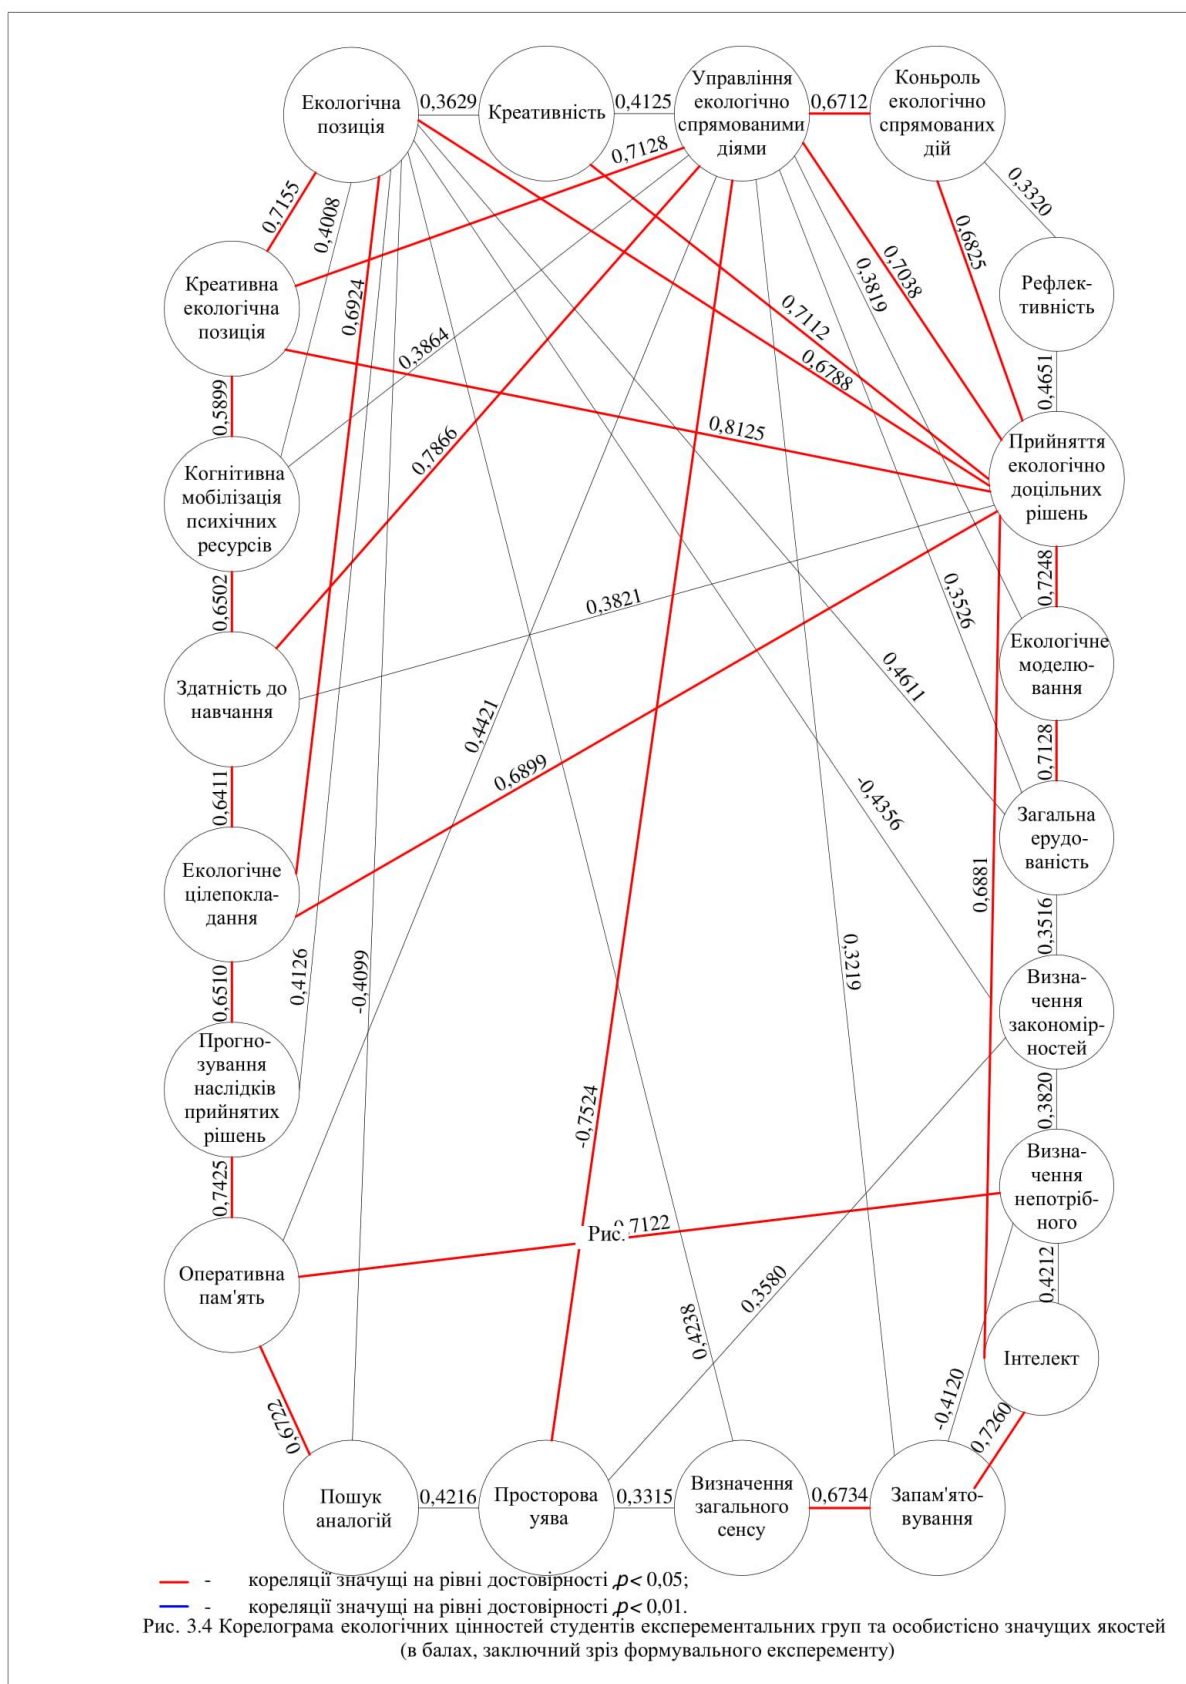 Екологічна
позиція
0,3629
Креативність
0,4125
Управління
екологічно
спрямованими
діями
0,6712
Коньроль
екологічно
спрямованих
дій
0,7128
0,3320
0,7155
0,4008
0,6924
0,6825
0,7038
0,3819
Креативна
екологічна
позиція
Рефлек-
тивність
0,3864
0,7112
0,6788
0,5899
0,4651
0,8125
0,7866
Прийняття
екологічно
доцільних
рішень
Когнітивна
мобілізація
психічних
ресурсів
0,6502
0,3821
0,7248
0,3526
Екологічне
моделю-
вання
Здатність до
навчання
0,4611
0,4421
0,7128
0,6411
0,6899
-0,4356
Загальна
ерудо-
ваність
Екологічне
цілепокла-
дання
0,6881
0,3516
0,6510
0,4126
-0,4099
0,3219
Визна-
чення
закономір-
ностей
Прогно-
зування
наслідків
прийнятих
рішень
0,3820
-0,7524
0,7425
Визна-
чення
непотріб-
ного
Рис.
0,7122
Оперативна
пам'ять
0,3580
0,4212
0,4238
Інтелект
0,6722
-0,4120
0,7260
Пошук
аналогій
0,4216
Просторова
уява
0,3315
Визначення
загального
сенсу
0,6734
Запам'ято-
вування
- кореляції значущі на рівні достовірності p< 0,05;
- кореляції значущі на рівні достовірності p< 0,01.
Рис. 3.4 Корелограма екологічних цінностей студентів експерементальних груп та особистісно значущих якостей
(в балах, заключний зріз формувального експеременту)